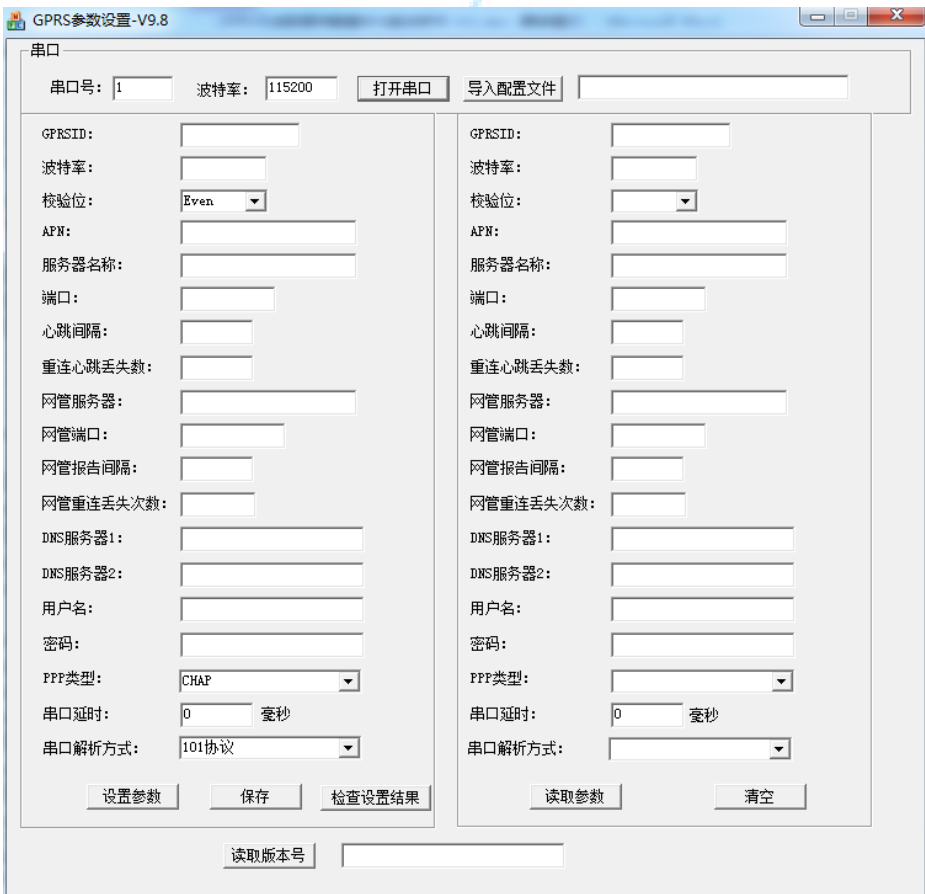 GPRS参数设置-V9.8
串口
串口号: 1 波特率: 115200 打开串口 导入配置文件
GPRSID: GPRSID:
波特率: 波特率:
校验位: Even 校验位:
APN: APN:
服务器名称: 服务器名称:
端口: 端口:
心跳间隔: 心跳间隔:
重连心跳丢失数: 重连心跳丢失数:
网管服务器: 网管服务器:
网管端口: 网管端口:
网管报告间隔: 网管报告间隔:
网管重连丢失次数: 网管重连丢失次数:
DNS服务器1: DNS服务器1:
DNS服务器2: DNS服务器2:
用户名: 用户名:
密码: 密码:
PPP类型: CHAP PPP类型:
串口延时: 0 毫秒 串口延时: 0 毫秒
串口解析方式: 101协议 串口解析方式:
设置参数 保存 检查设置结果 读取参数 清空
读取版本号